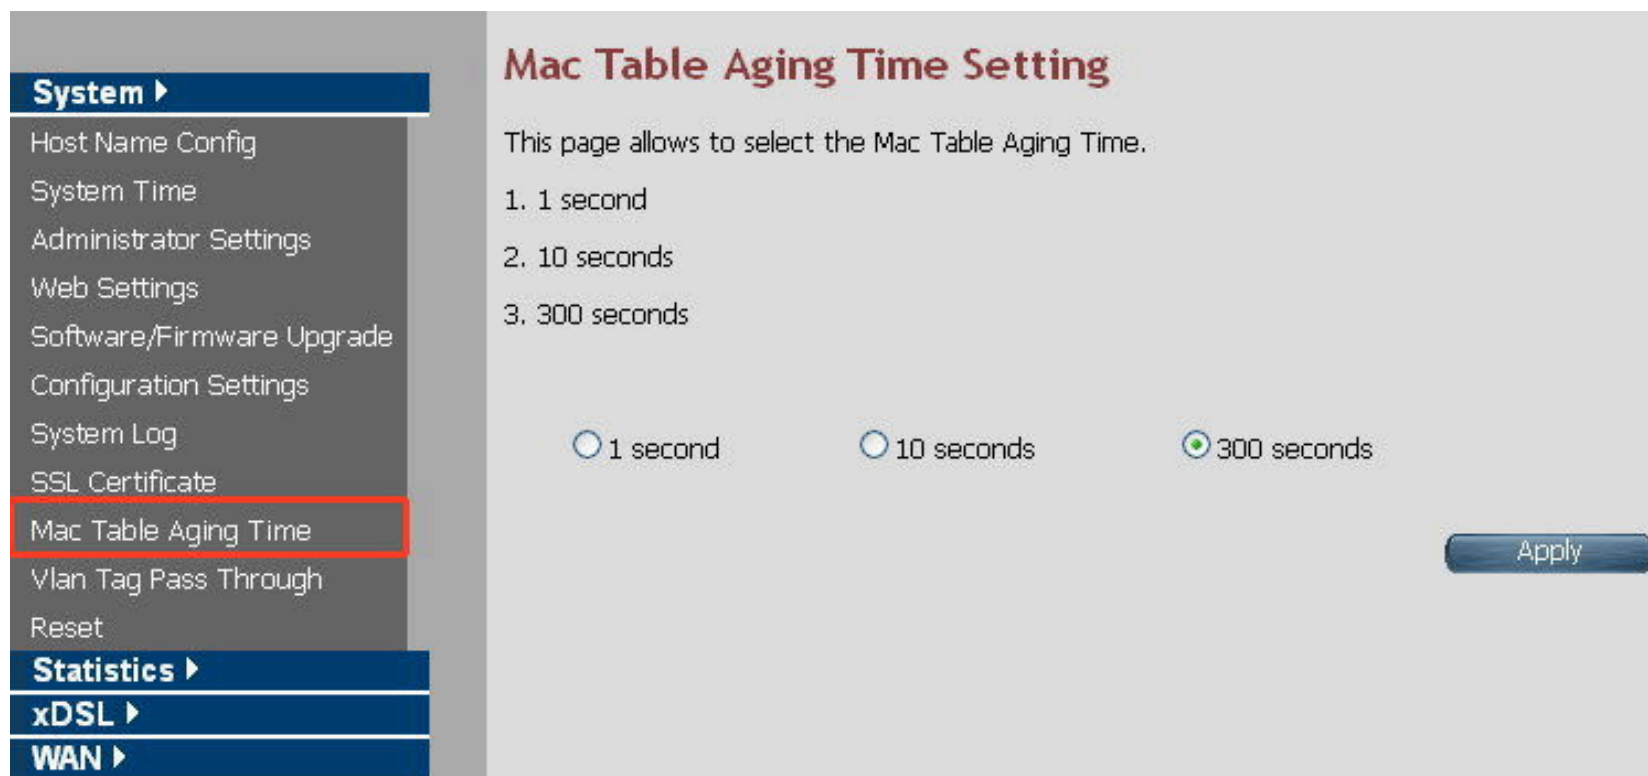 System
Host Name Config
System Time
Administrator Settings
Web Settings
Software/Firmware Upgrade
Configuration Settings
System Log
SSL Certificate
Mac Table Aging Time
Vlan Tag Pass Through
Reset
Statistics
xDSL
WAN
Mac Table Aging Time Setting
This page allows to select the Mac Table Aging Time.
1. 1 second
2. 10 seconds
3. 300 seconds
1 second 10 seconds 300 seconds
Apply